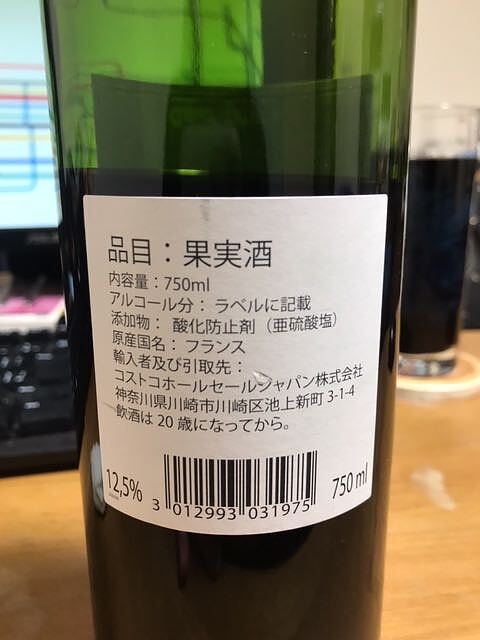 品目：果実酒
内容量：750ml
アルコール分： ラベルに記載
添加物： 酸化防止剤（亜硫酸塩）
原産国名： フランス
輸入者及び引取先：
コストコホールセールジャパン株式会社
神奈川県川崎市川崎区池上新町 3-1-4
飲酒は 20 歳になってから。
12,5%
3 012993 031975
750 ml